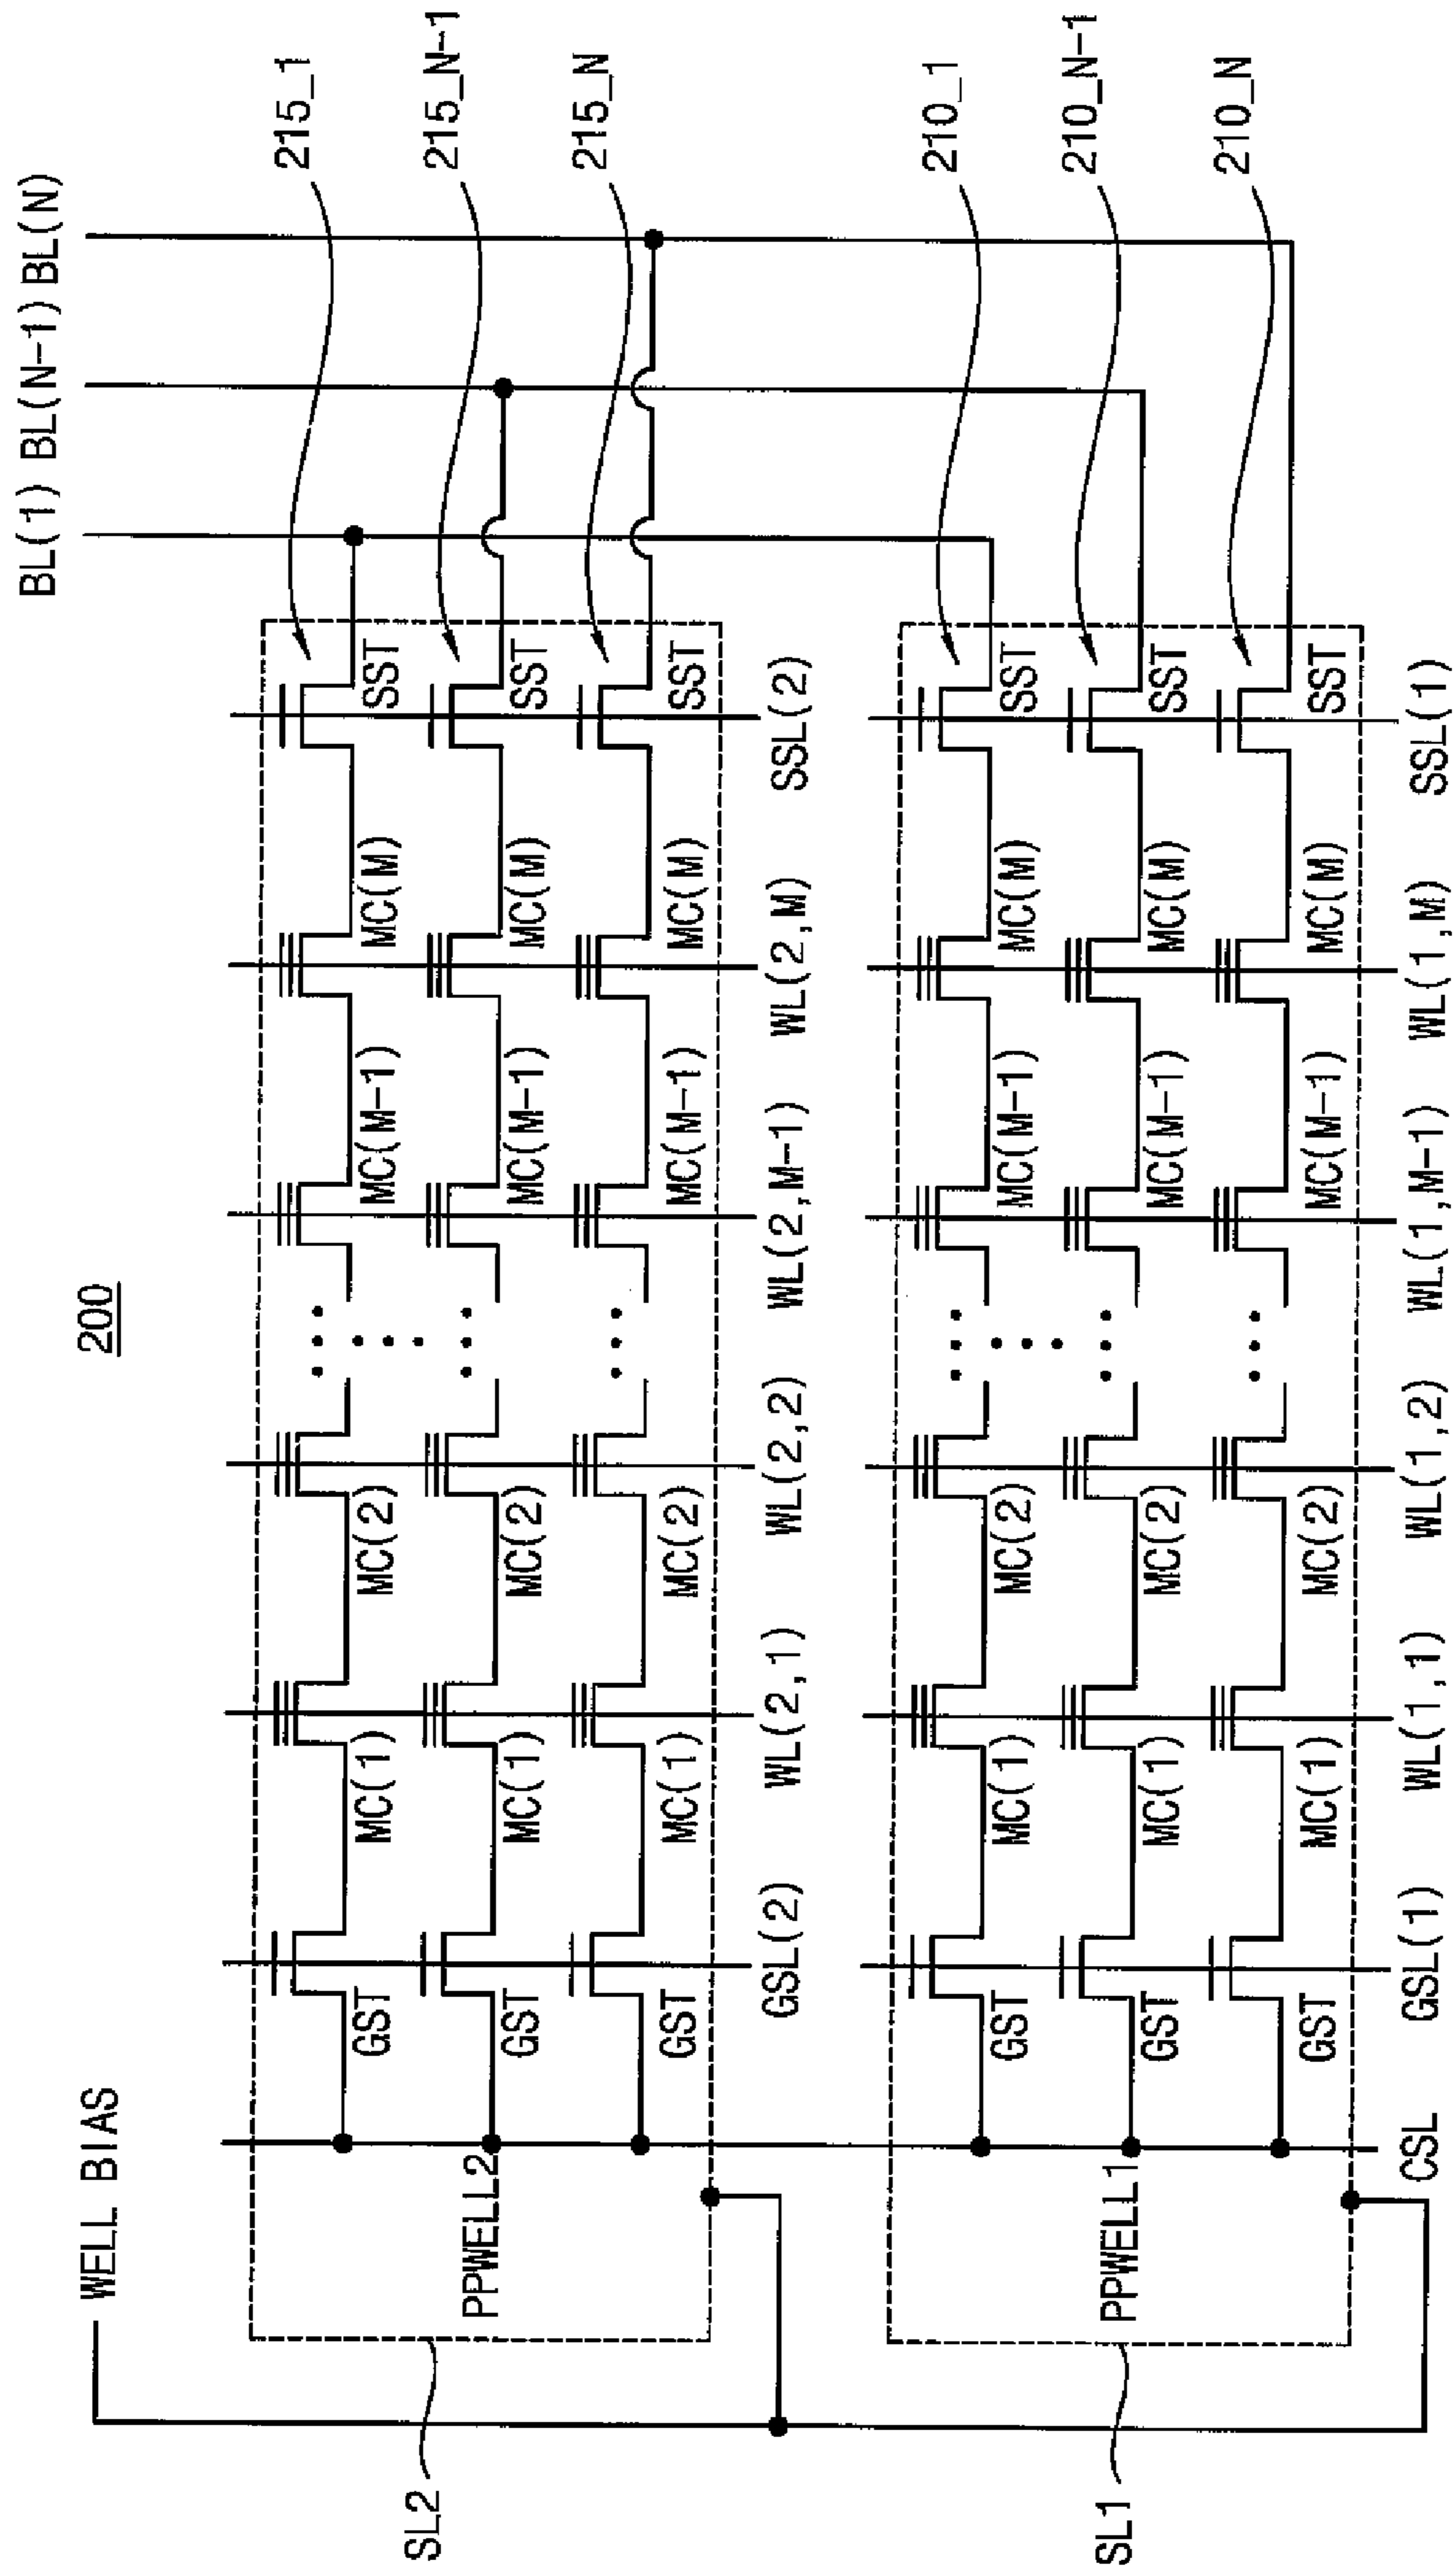 200
BL(1) BL(N-1) BL(N)
WELL BIAS
215_1
215_N-1
215_N
SST
MC(M)
MC(M-1)
MC(2)
MC(1)
GST
SST
MC(M)
MC(M-1)
MC(2)
MC(1)
GST
SST
MC(M)
MC(M-1)
MC(2)
MC(1)
GST
PPWELL2
SL2
GSL(2) WL(2,1) WL(2,2) WL(2,M-1) WL(2,M) SSL(2)
210_1
210_N-1
210_N
SST
MC(M)
MC(M-1)
MC(2)
MC(1)
GST
SST
MC(M)
MC(M-1)
MC(2)
MC(1)
GST
SST
MC(M)
MC(M-1)
MC(2)
MC(1)
GST
PPWELL1
SL1
CSL GSL(1) WL(1,1) WL(1,2) WL(1,M-1) WL(1,M) SSL(1)